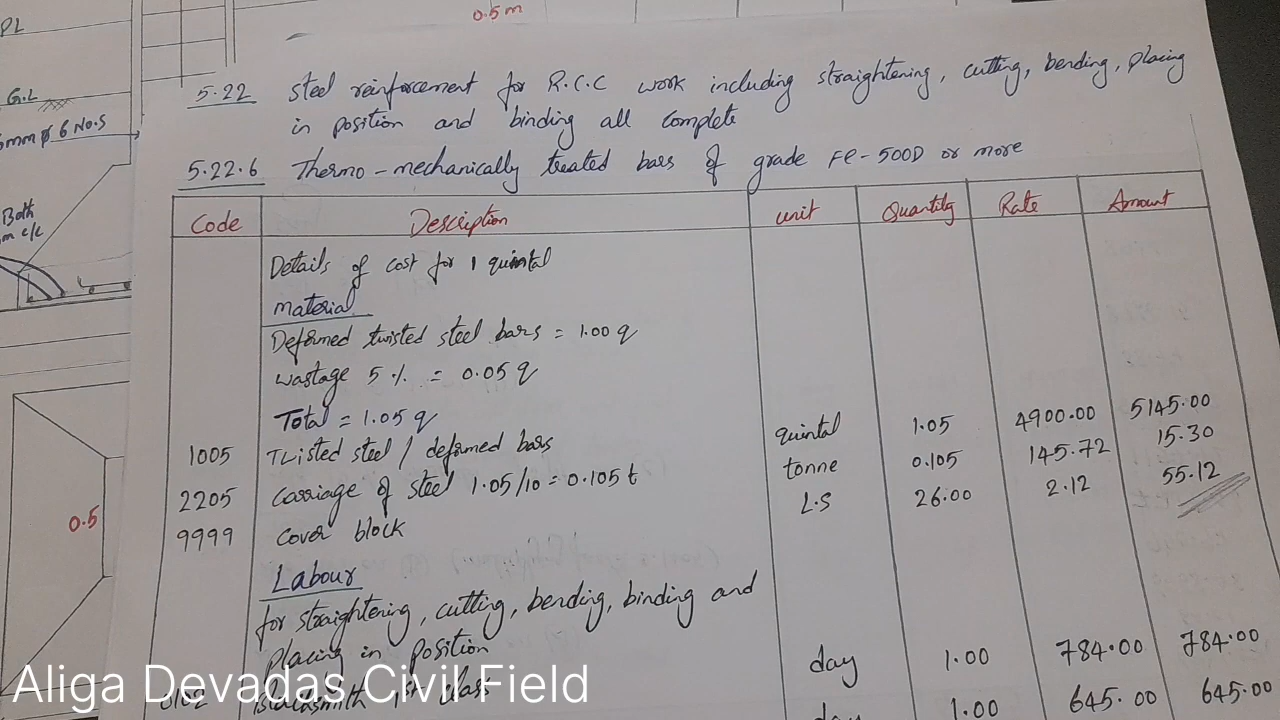 PL
0.5 m
G.L
6mm ϕ 6 No.s
Both
m c/c
0.5
5.22 Steel reinforcement for R.C.C work including straightening, cutting, bending, placing
in position and binding all complete
5.22.6 Thermo-mechanically treated bars of grade Fe-500D or more
Code Description unit Quantity Rate Amount
Details of cost for 1 quintal
material
Deformed twisted steel bars = 1.00 q
wastage 5% = 0.05 q
Total = 1.05 q
1005 Twisted steel / deformed bars quintal 1.05 4900.00 5145.00
2205 Carriage of steel 1.05/10 = 0.105 t tonne 0.105 145.72 15.30
9999 Cover block L.S 26.00 2.12 55.12
Labour
for straightening, cutting, bending, binding and
placing in position
0102 Blacksmith 1st class day 1.00 784.00 784.00
day 1.00 645.00 645.00
Aliga Devadas Civil Field